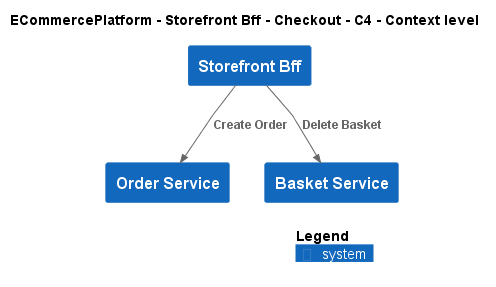 ECommercePlatform - Storefront Bff - Checkout - C4 - Context level
Storefront Bff
Create Order
Delete Basket
Order Service
Basket Service
Legend
system